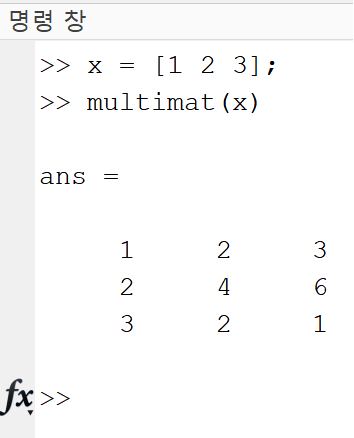 명령 창
>> x = [1 2 3];
>> multimat(x)
ans =
1 2 3
2 4 6
3 2 1
fx >>